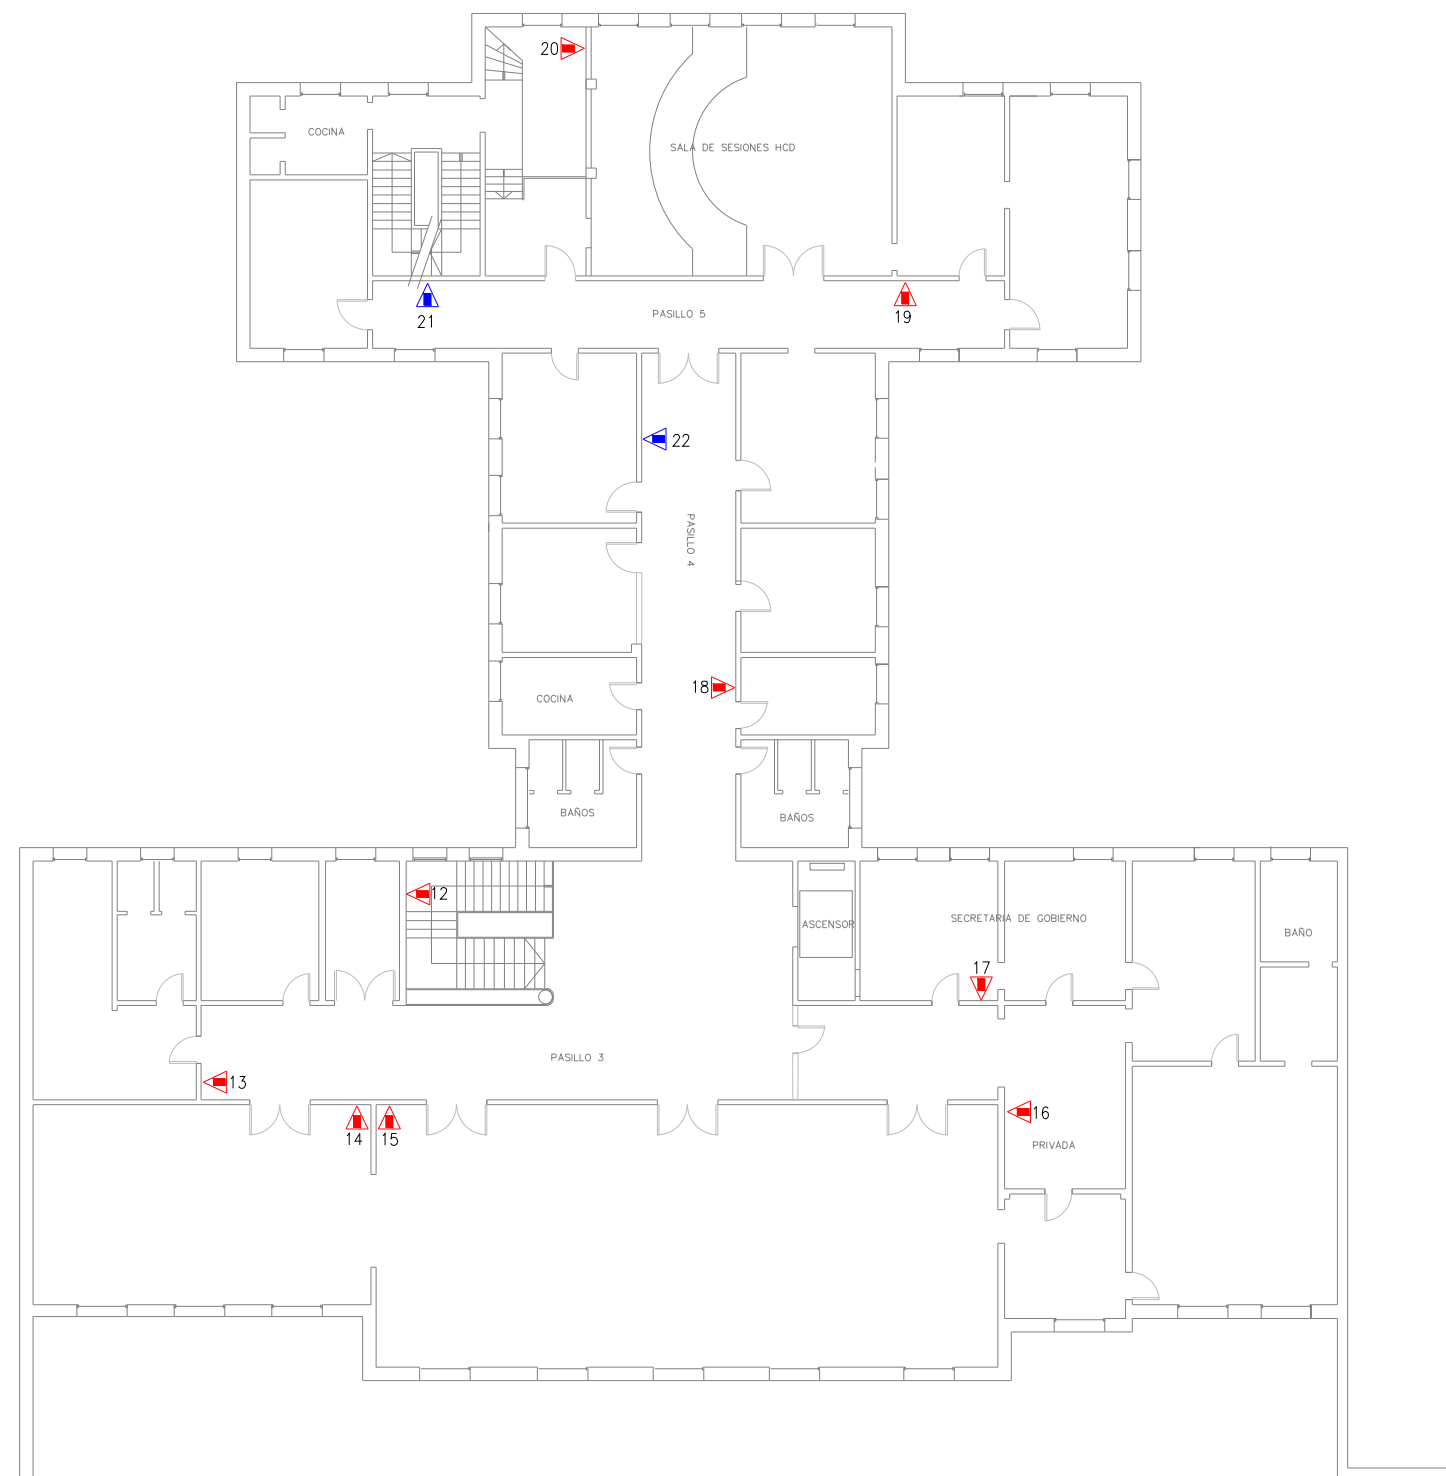 20
COCINA
SALA DE SESIONES HCD
21
PASILLO 5
19
22
PASILLO 4
18
COCINA
BAÑOS
BAÑOS
12
ASCENSOR
SECRETARIA DE GOBIERNO
BAÑO
17
PASILLO 3
13
14
15
16
PRIVADA